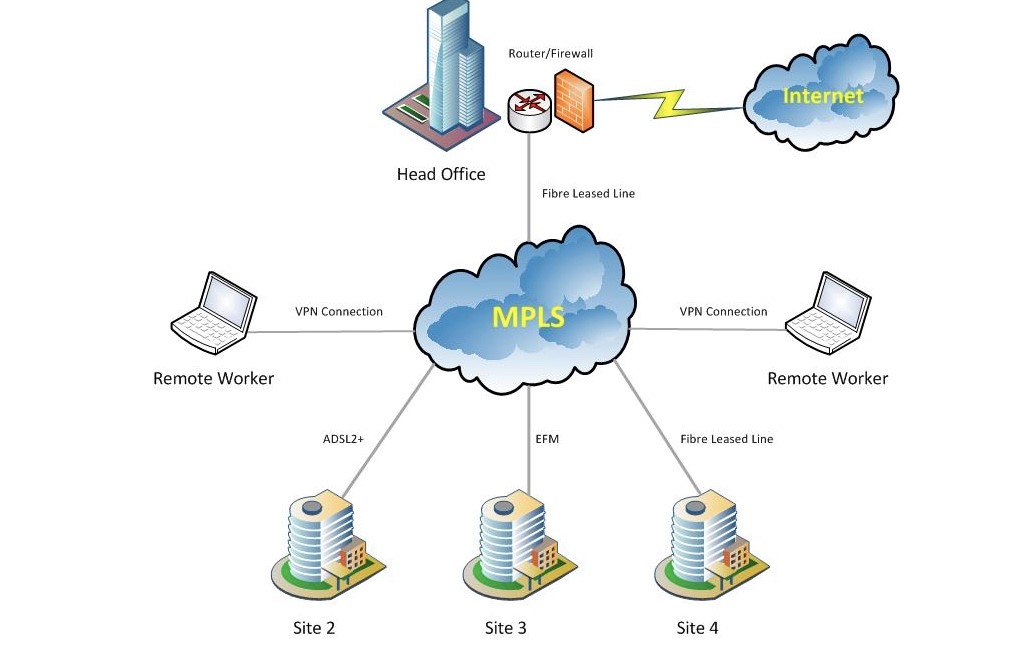 Router/Firewall
Internet
Head Office
Fibre Leased Line
VPN Connection
MPLS
VPN Connection
Remote Worker
Remote Worker
ADSL2+
EFM
Fibre Leased Line
Site 2
Site 3
Site 4